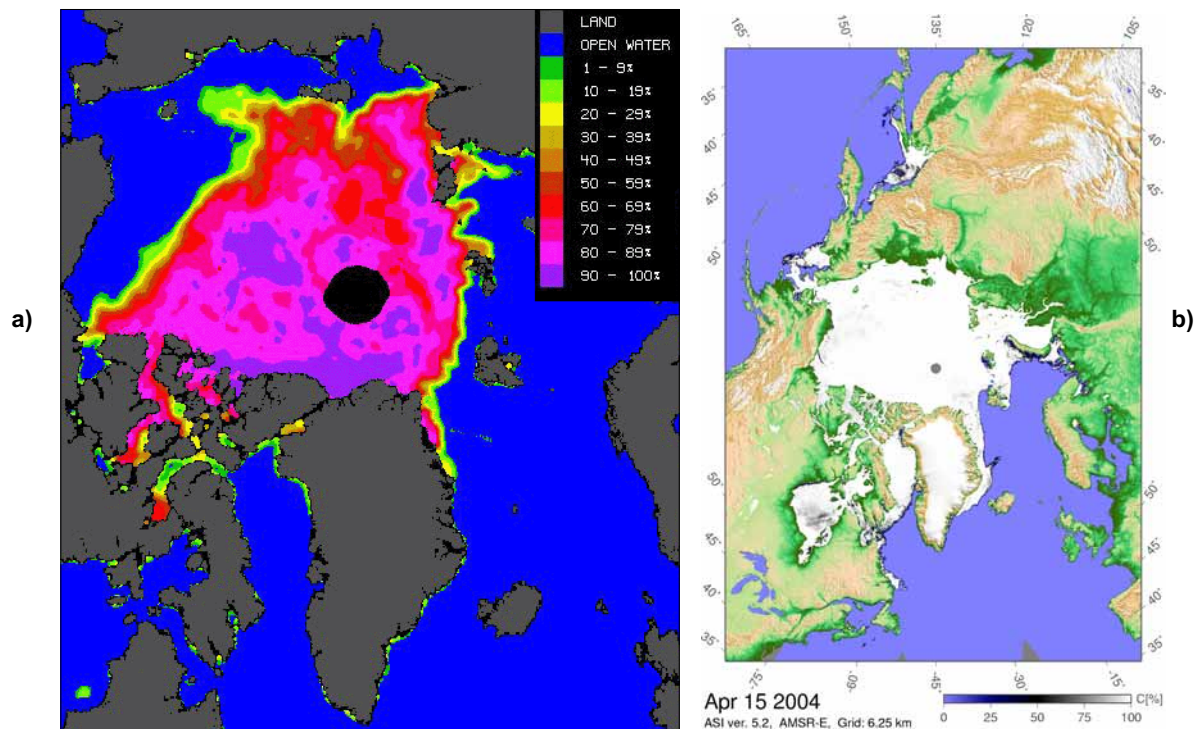 a)
LAND
OPEN WATER
1 - 9%
10 - 19%
20 - 29%
30 - 39%
40 - 49%
50 - 59%
60 - 69%
70 - 79%
80 - 89%
90 - 100%
b)
165° 150° 135° 120° 105°
35° 35°
40° 40°
45° 45°
50° 50°
50° 50°
45° 45°
40° 40°
35° 35°
-75° -60° -45° -30° -15°
Apr 15 2004
C[%]
0 25 50 75 100
ASI ver. 5.2, AMSR-E, Grid: 6.25 km